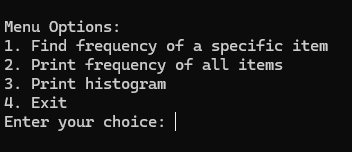 Menu Options:
1. Find frequency of a specific item
2. Print frequency of all items
3. Print histogram
4. Exit
Enter your choice: